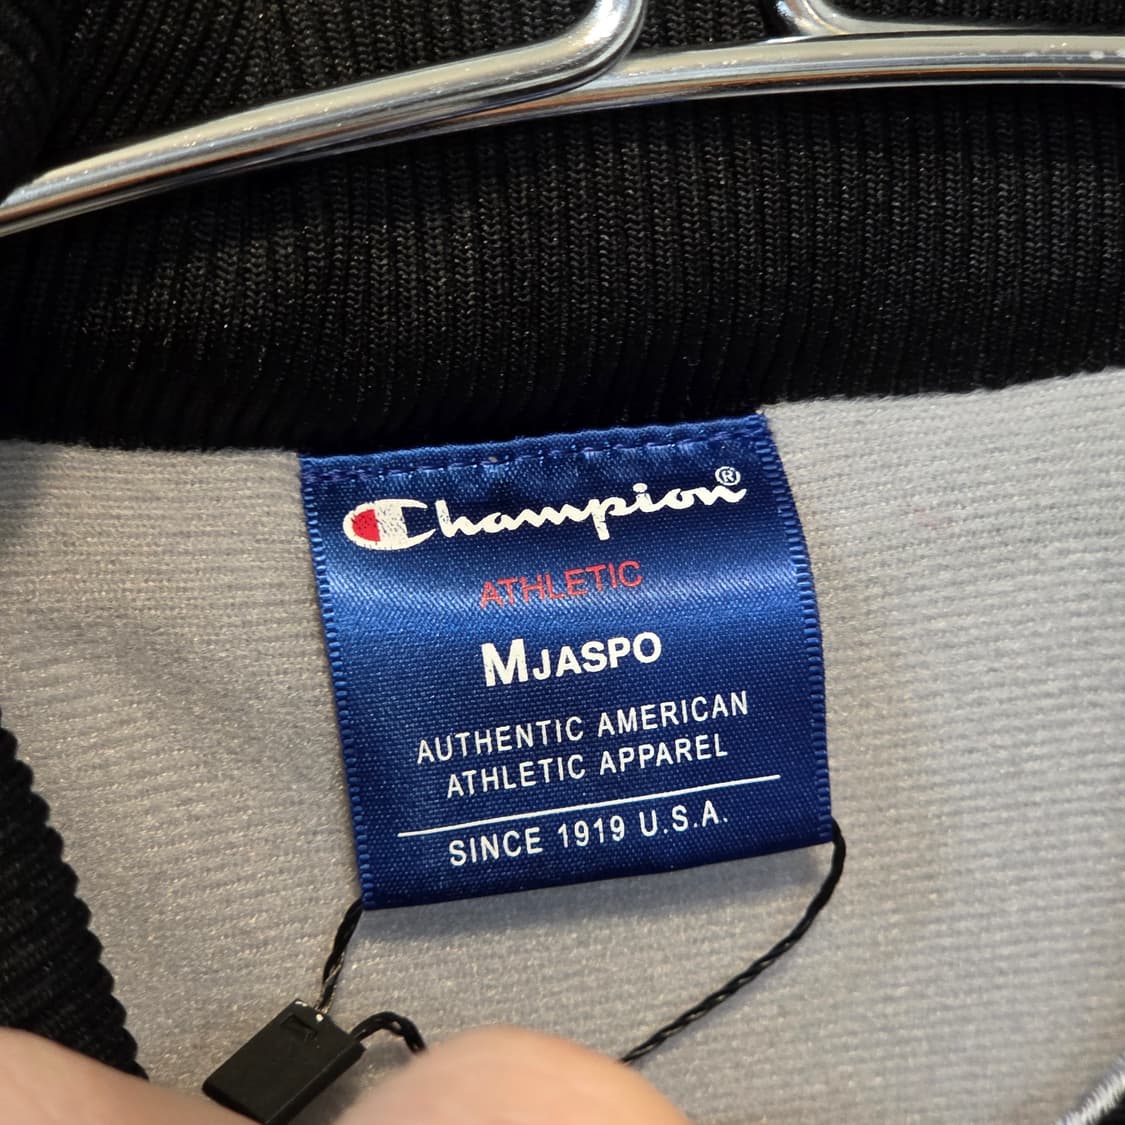 Champion®
ATHLETIC
MJASPO
AUTHENTIC AMERICAN
ATHLETIC APPAREL
SINCE 1919 U.S.A.